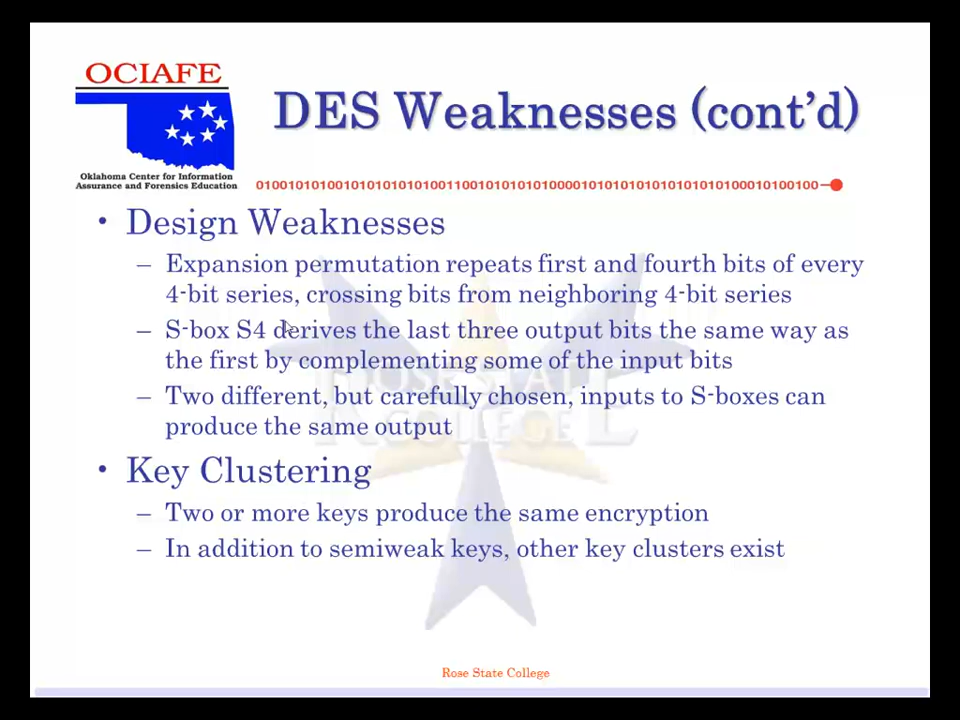 OCIAFE
Oklahoma Center for Information
Assurance and Forensics Education
DES Weaknesses (cont'd)
010010101001010101010101001100101010101010000101010101010101010100010100100
• Design Weaknesses
– Expansion permutation repeats first and fourth bits of every
4-bit series, crossing bits from neighboring 4-bit series
– S-box S4 derives the last three output bits the same way as
the first by complementing some of the input bits
– Two different, but carefully chosen, inputs to S-boxes can
produce the same output
• Key Clustering
– Two or more keys produce the same encryption
– In addition to semiweak keys, other key clusters exist
ROSE STATE
COLLEGE
Rose State College